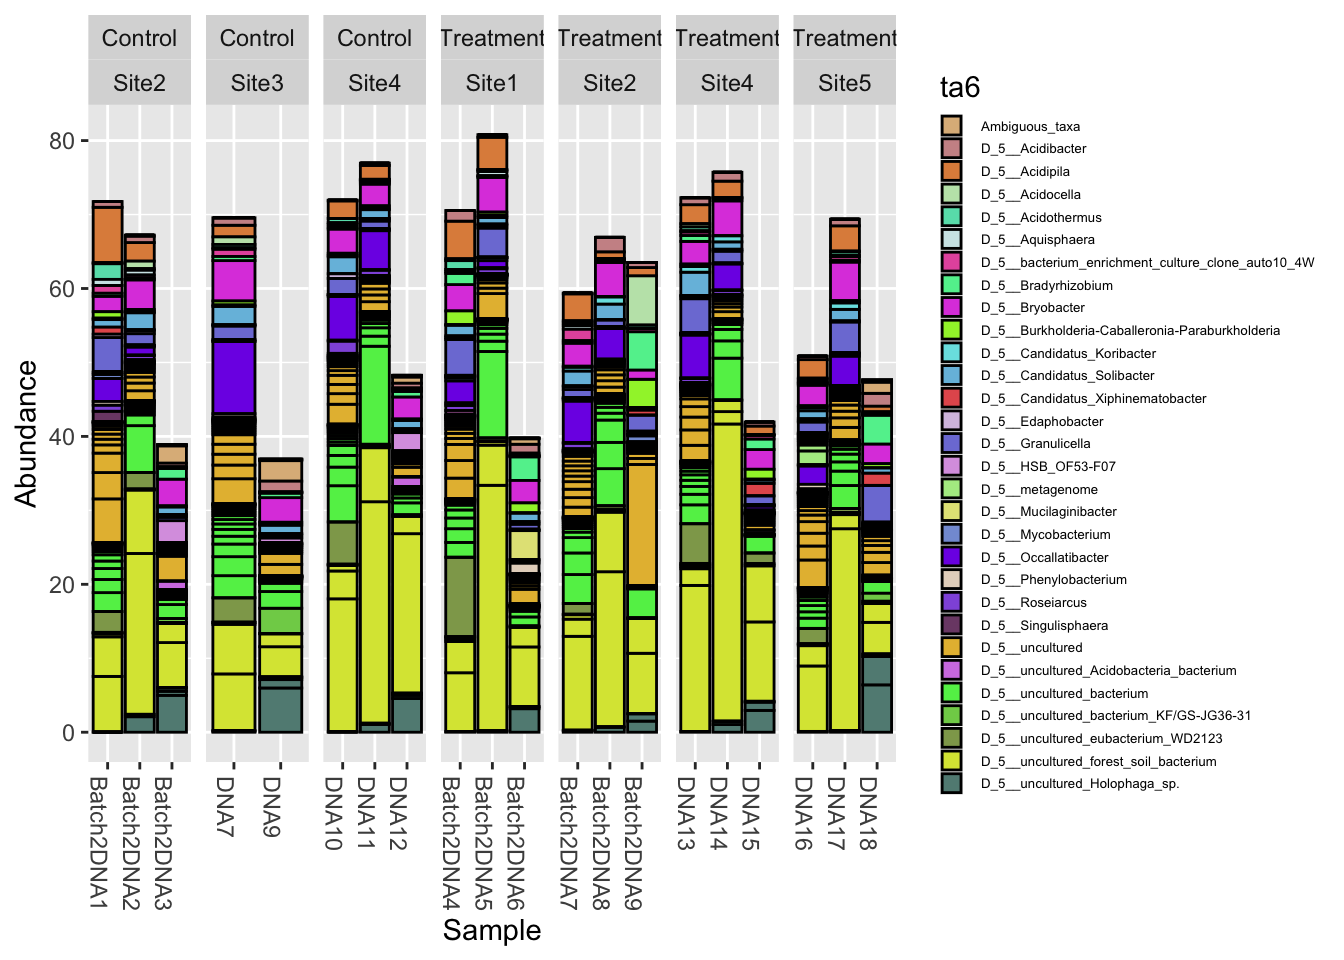 Control Control Control Treatment Treatment Treatment Treatment
Site2 Site3 Site4 Site1 Site2 Site4 Site5
Abundance
80
60
40
20
0
Batch2DNA1
Batch2DNA2
Batch2DNA3
DNA7
DNA9
DNA10
DNA11
DNA12
Batch2DNA4
Batch2DNA5
Batch2DNA6
Batch2DNA7
Batch2DNA8
Batch2DNA9
DNA13
DNA14
DNA15
DNA16
DNA17
DNA18
Sample
ta6
Ambiguous_taxa
D_5__Acidibacter
D_5__Acidipila
D_5__Acidocella
D_5__Acidothermus
D_5__Aquisphaera
D_5__bacterium_enrichment_culture_clone_auto10_4W
D_5__Bradyrhizobium
D_5__Bryobacter
D_5__Burkholderia-Caballeronia-Paraburkholderia
D_5__Candidatus_Koribacter
D_5__Candidatus_Solibacter
D_5__Candidatus_Xiphinematobacter
D_5__Edaphobacter
D_5__Granulicella
D_5__HSB_OF53-F07
D_5__metagenome
D_5__Mucilaginibacter
D_5__Mycobacterium
D_5__Occallatibacter
D_5__Phenylobacterium
D_5__Roseiarcus
D_5__Singulisphaera
D_5__uncultured
D_5__uncultured_Acidobacteria_bacterium
D_5__uncultured_bacterium
D_5__uncultured_bacterium_KF/GS-JG36-31
D_5__uncultured_eubacterium_WD2123
D_5__uncultured_forest_soil_bacterium
D_5__uncultured_Holophaga_sp.